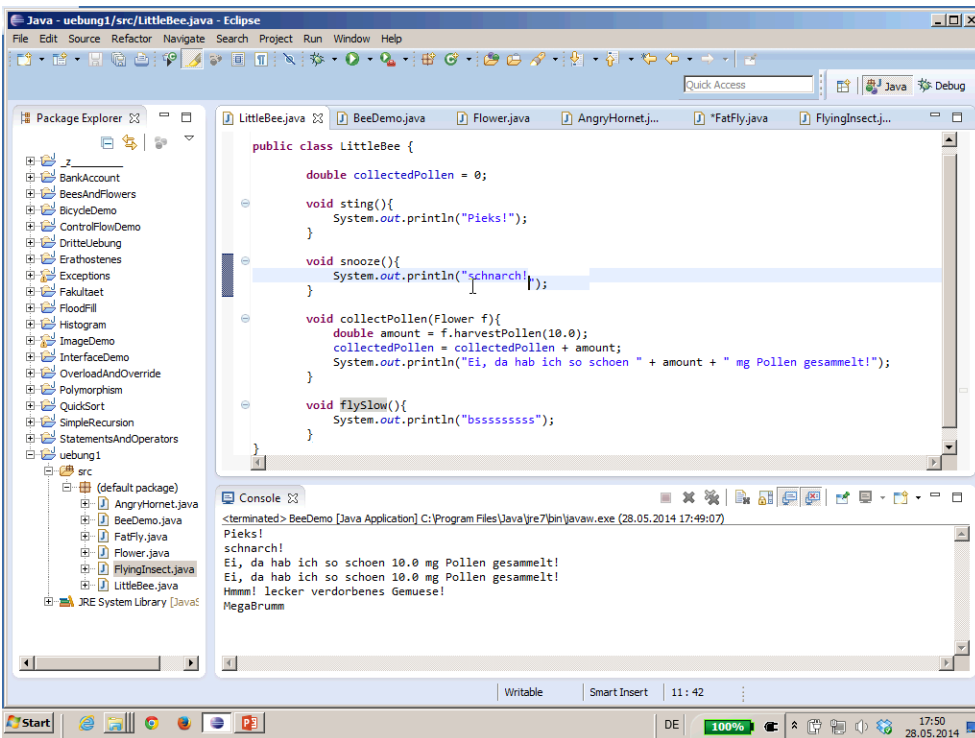 Java - uebung1/src/LittleBee.java - Eclipse
File Edit Source Refactor Navigate Search Project Run Window Help
Quick Access
Java
Debug
Package Explorer
_z_________
BankAccount
BeesAndFlowers
BicycleDemo
ControlFlowDemo
DritteUebung
Erathostenes
Exceptions
Fakultaet
FloodFill
Histogram
ImageDemo
InterfaceDemo
OverloadAndOverride
Polymorphism
QuickSort
SimpleRecursion
StatementsAndOperators
uebung1
src
(default package)
AngryHornet.java
BeeDemo.java
FatFly.java
Flower.java
FlyingInsect.java
LittleBee.java
JRE System Library [JavaS
LittleBee.java BeeDemo.java Flower.java AngryHornet.j... *FatFly.java FlyingInsect.j...
public class LittleBee {
double collectedPollen = 0;
void sting(){
System.out.println("Pieks!");
}
void snooze(){
System.out.println("schnarch!");
}
void collectPollen(Flower f){
double amount = f.harvestPollen(10.0);
collectedPollen = collectedPollen + amount;
System.out.println("Ei, da hab ich so schoen " + amount + " mg Pollen gesammelt!");
}
void flySlow(){
System.out.println("bsssssssss");
}
}
Console
<terminated> BeeDemo [Java Application] C:\Program Files\Java\jre7\bin\javaw.exe (28.05.2014 17:49:07)
Pieks!
schnarch!
Ei, da hab ich so schoen 10.0 mg Pollen gesammelt!
Ei, da hab ich so schoen 10.0 mg Pollen gesammelt!
Hmmm! lecker verdorbenes Gemuese!
MegaBrumm
Writable Smart Insert 11 : 42
Start
DE
100%
17:50
28.05.2014